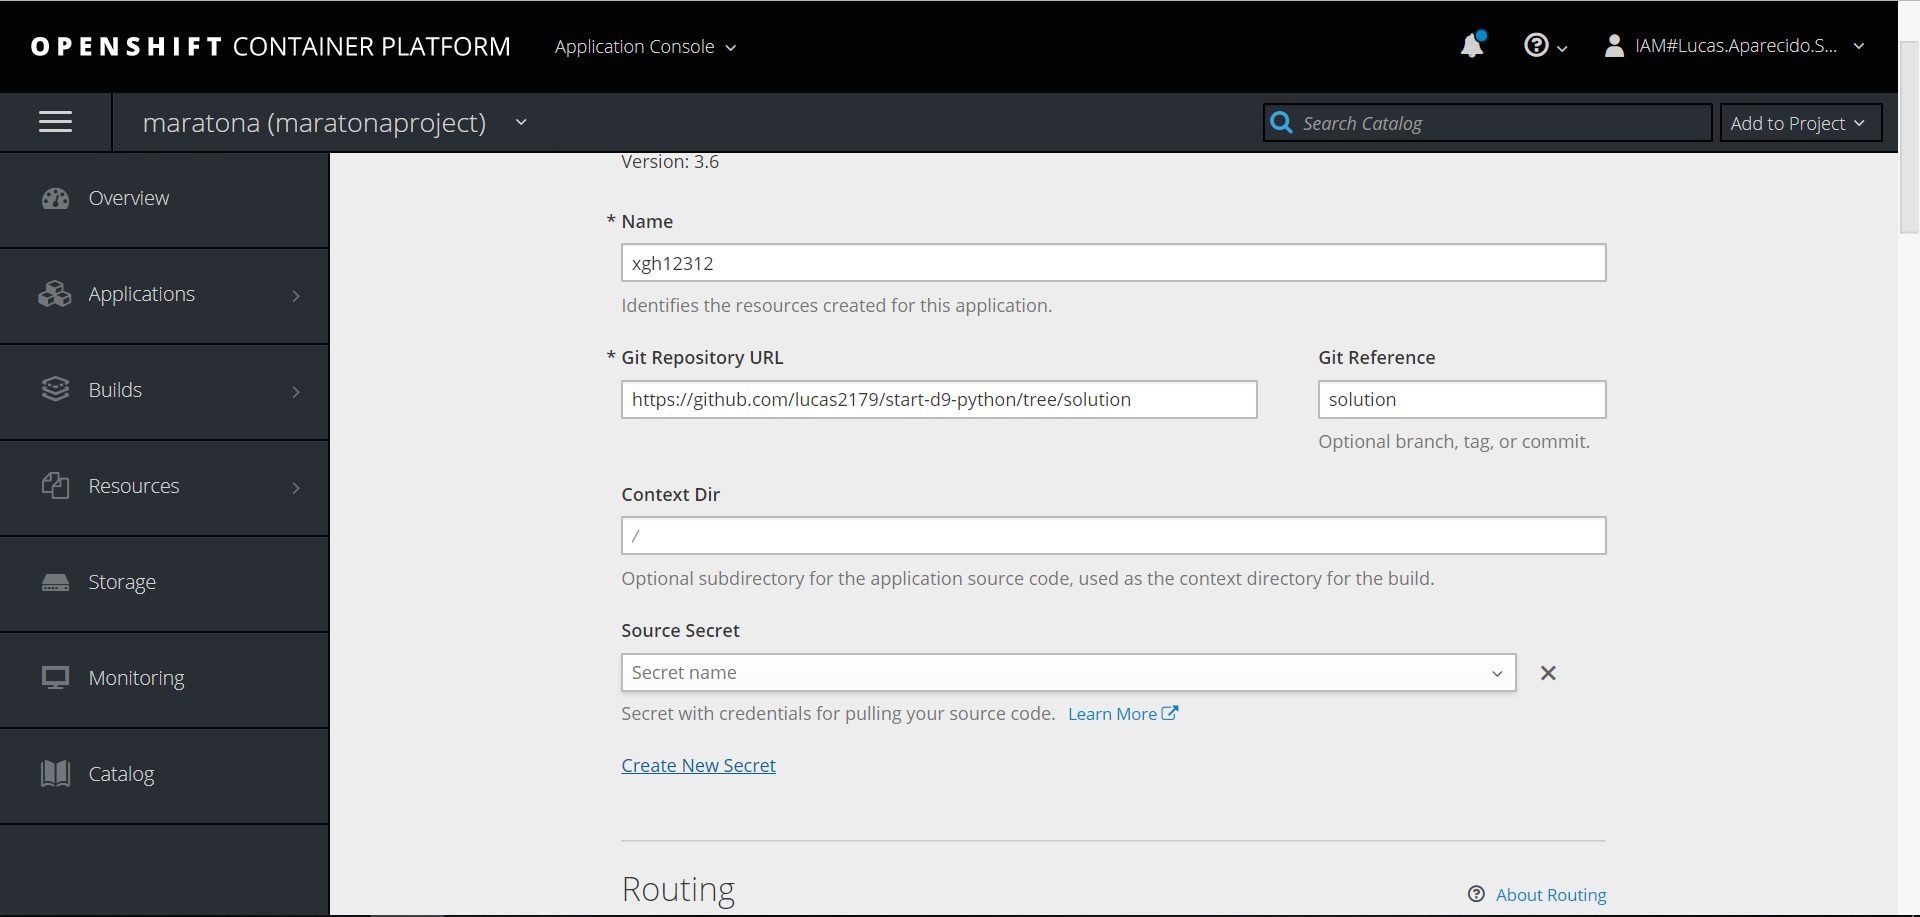 OPENSHIFT CONTAINER PLATFORM
Application Console
IAM#Lucas.Aparecido.S...
maratona (maratonaproject)
Search Catalog
Add to Project
Overview
Applications
Builds
Resources
Storage
Monitoring
Catalog
Version: 3.6
* Name
xgh12312
Identifies the resources created for this application.
* Git Repository URL
Git Reference
https://github.com/lucas2179/start-d9-python/tree/solution
solution
Optional branch, tag, or commit.
Context Dir
/
Optional subdirectory for the application source code, used as the context directory for the build.
Source Secret
Secret name
Secret with credentials for pulling your source code. Learn More
Create New Secret
Routing
About Routing